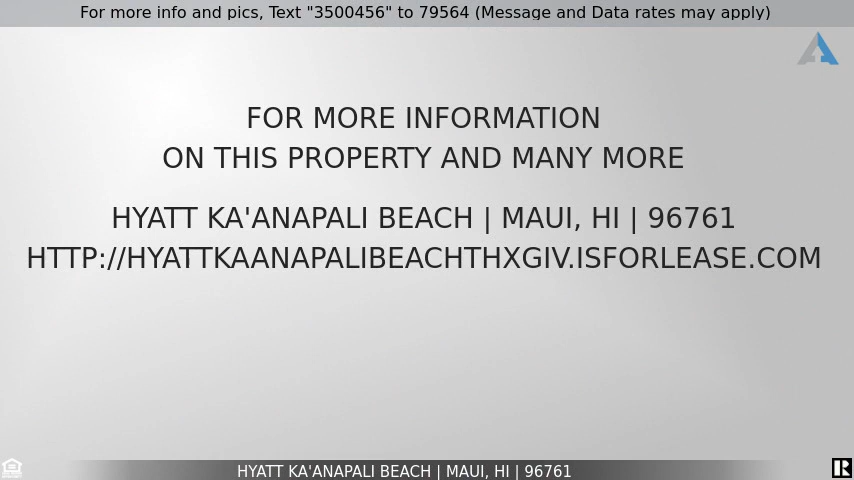 For more info and pics, Text "3500456" to 79564 (Message and Data rates may apply)
FOR MORE INFORMATION
ON THIS PROPERTY AND MANY MORE
HYATT KA'ANAPALI BEACH | MAUI, HI | 96761
HTTP://HYATTKAANAPALIBEACHTHXGIV.ISFORLEASE.COM
HYATT KA'ANAPALI BEACH | MAUI, HI | 96761